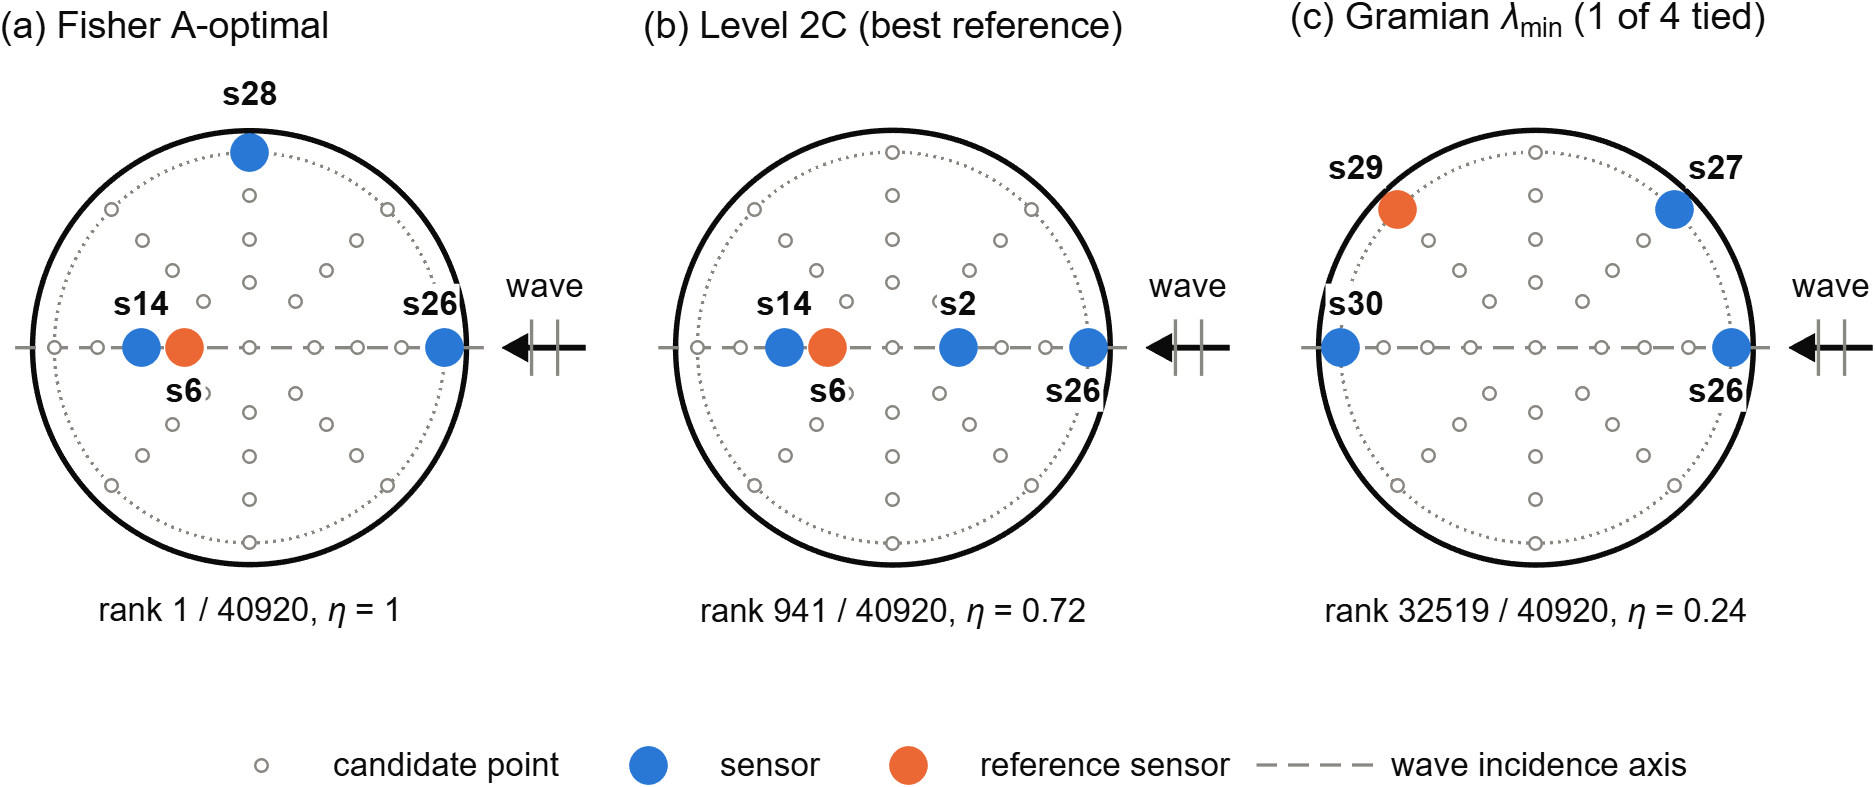 (a) Fisher A-optimal
s28
s14
s26
s6
wave
rank 1 / 40920, η = 1
(b) Level 2C (best reference)
s14
s2
s6
s26
wave
rank 941 / 40920, η = 0.72
(c) Gramian λmin (1 of 4 tied)
s29
s27
s30
s26
wave
rank 32519 / 40920, η = 0.24
candidate point
sensor
reference sensor
wave incidence axis